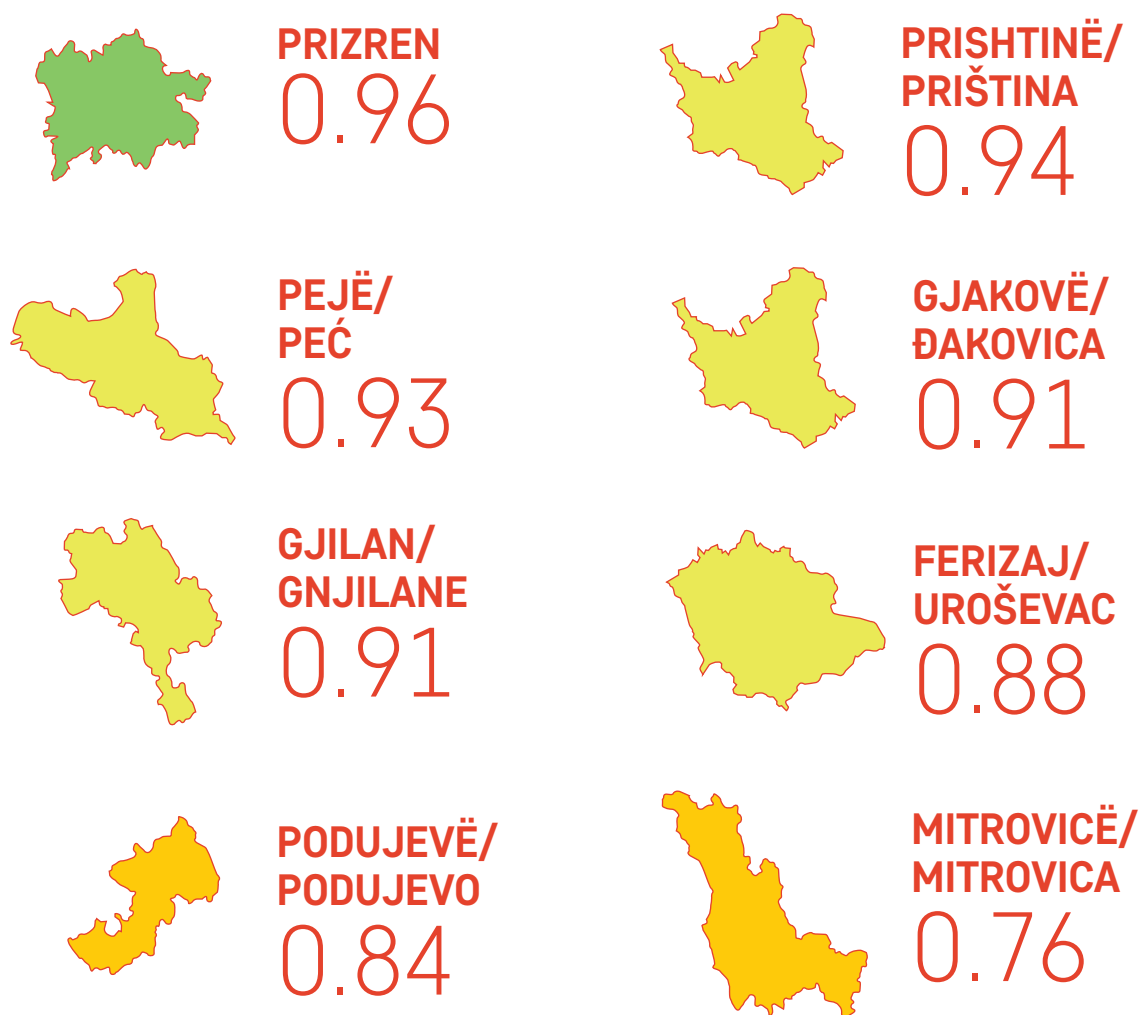 PRIZREN
0.96
PRISHTINË/
PRIŠTINA
0.94
PEJË/
PEĆ
0.93
GJAKOVË/
ĐAKOVICA
0.91
GJILAN/
GNJILANE
0.91
FERIZAJ/
UROŠEVAC
0.88
PODUJEVË/
PODUJEVO
0.84
MITROVICË/
MITROVICA
0.76